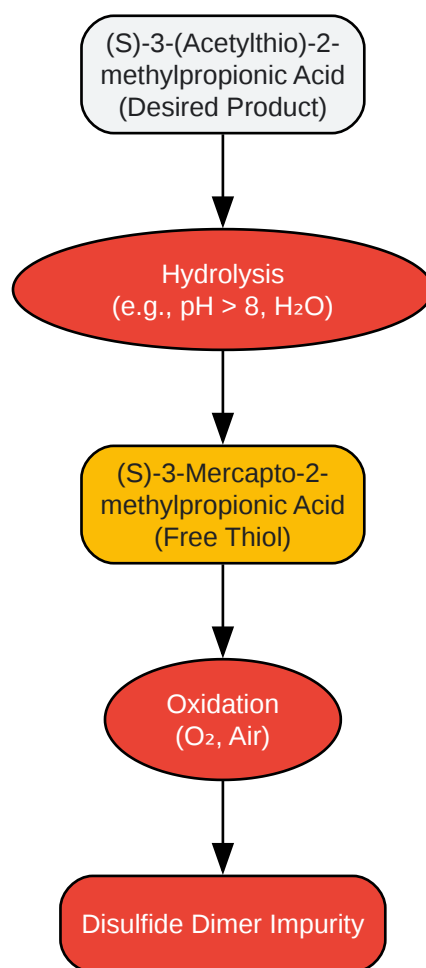 (S)-3-(Acetylthio)-2-
methylpropionic Acid
(Desired Product)
Hydrolysis
(e.g., pH > 8, H₂O)
(S)-3-Mercapto-2-
methylpropionic Acid
(Free Thiol)
Oxidation
(O₂, Air)
Disulfide Dimer Impurity